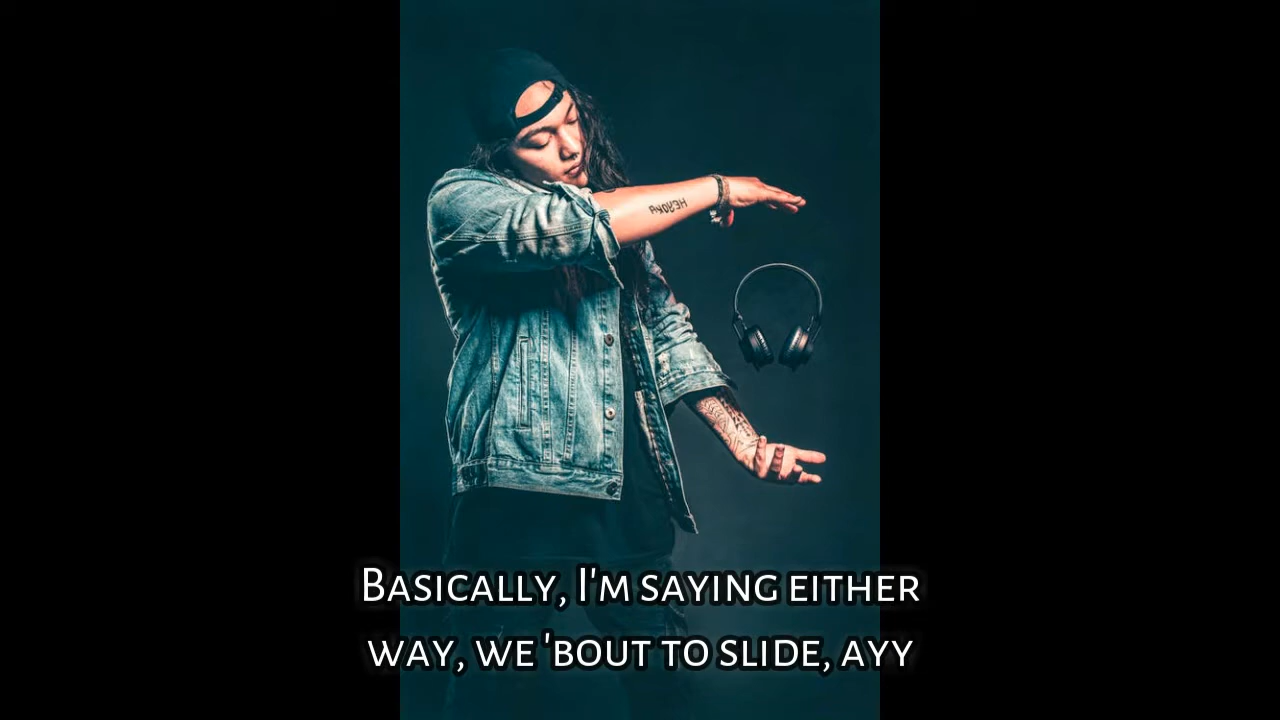 Basically, I'm saying either
way, we 'bout to slide, ayy